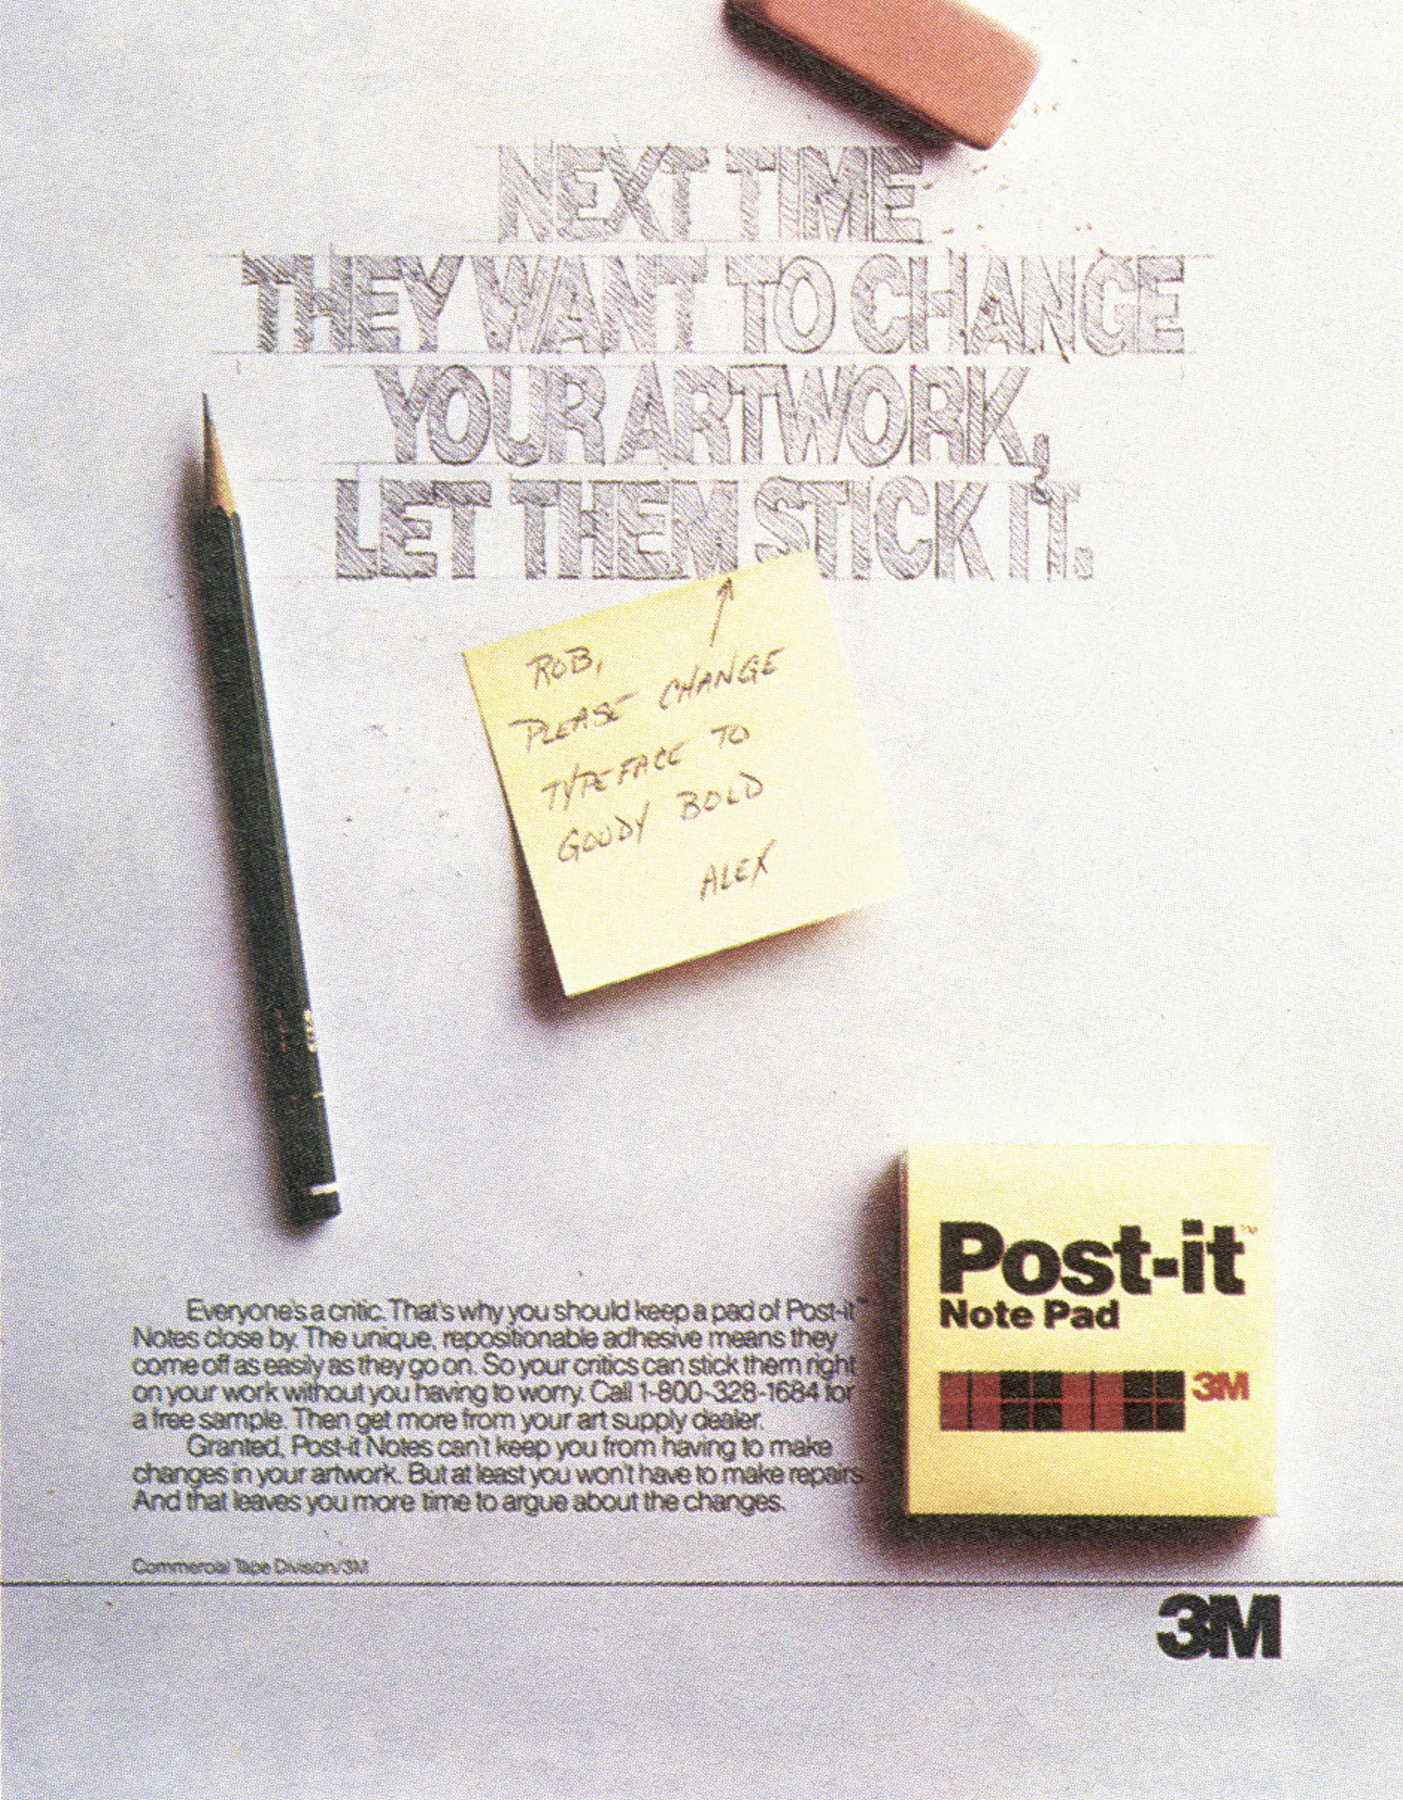 NEXT TIME
THEY WANT TO CHANGE
YOUR ARTWORK,
LET THEM STICK IT.
ROB,
PLEASE CHANGE
TYPEFACE TO
GOUDY BOLD
ALEX
Post-it™
Note Pad
3M
Everyone's a critic. That's why you should keep a pad of Post-it™
Notes close by. The unique, repositionable adhesive means they
come off as easily as they go on. So your critics can stick them right
on your work without you having to worry. Call 1-800-328-1684 for
a free sample. Then get more from your art supply dealer.
Granted, Post-it Notes can't keep you from having to make
changes in your artwork. But at least you won't have to make repairs.
And that leaves you more time to argue about the changes.
Commercial Tape Division/3M
3M